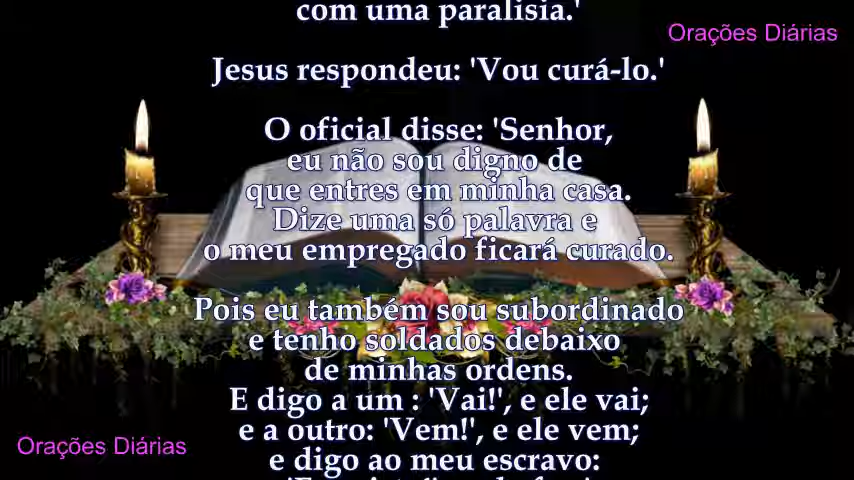 com uma paralisia.'
Orações Diárias
Jesus respondeu: 'Vou curá-lo.'
O oficial disse: 'Senhor,
eu não sou digno de
que entres em minha casa.
Dize uma só palavra e
o meu empregado ficará curado.
Pois eu também sou subordinado
e tenho soldados debaixo
de minhas ordens.
E digo a um : 'Vai!', e ele vai;
e a outro: 'Vem!', e ele vem;
Orações Diárias
e digo ao meu escravo: